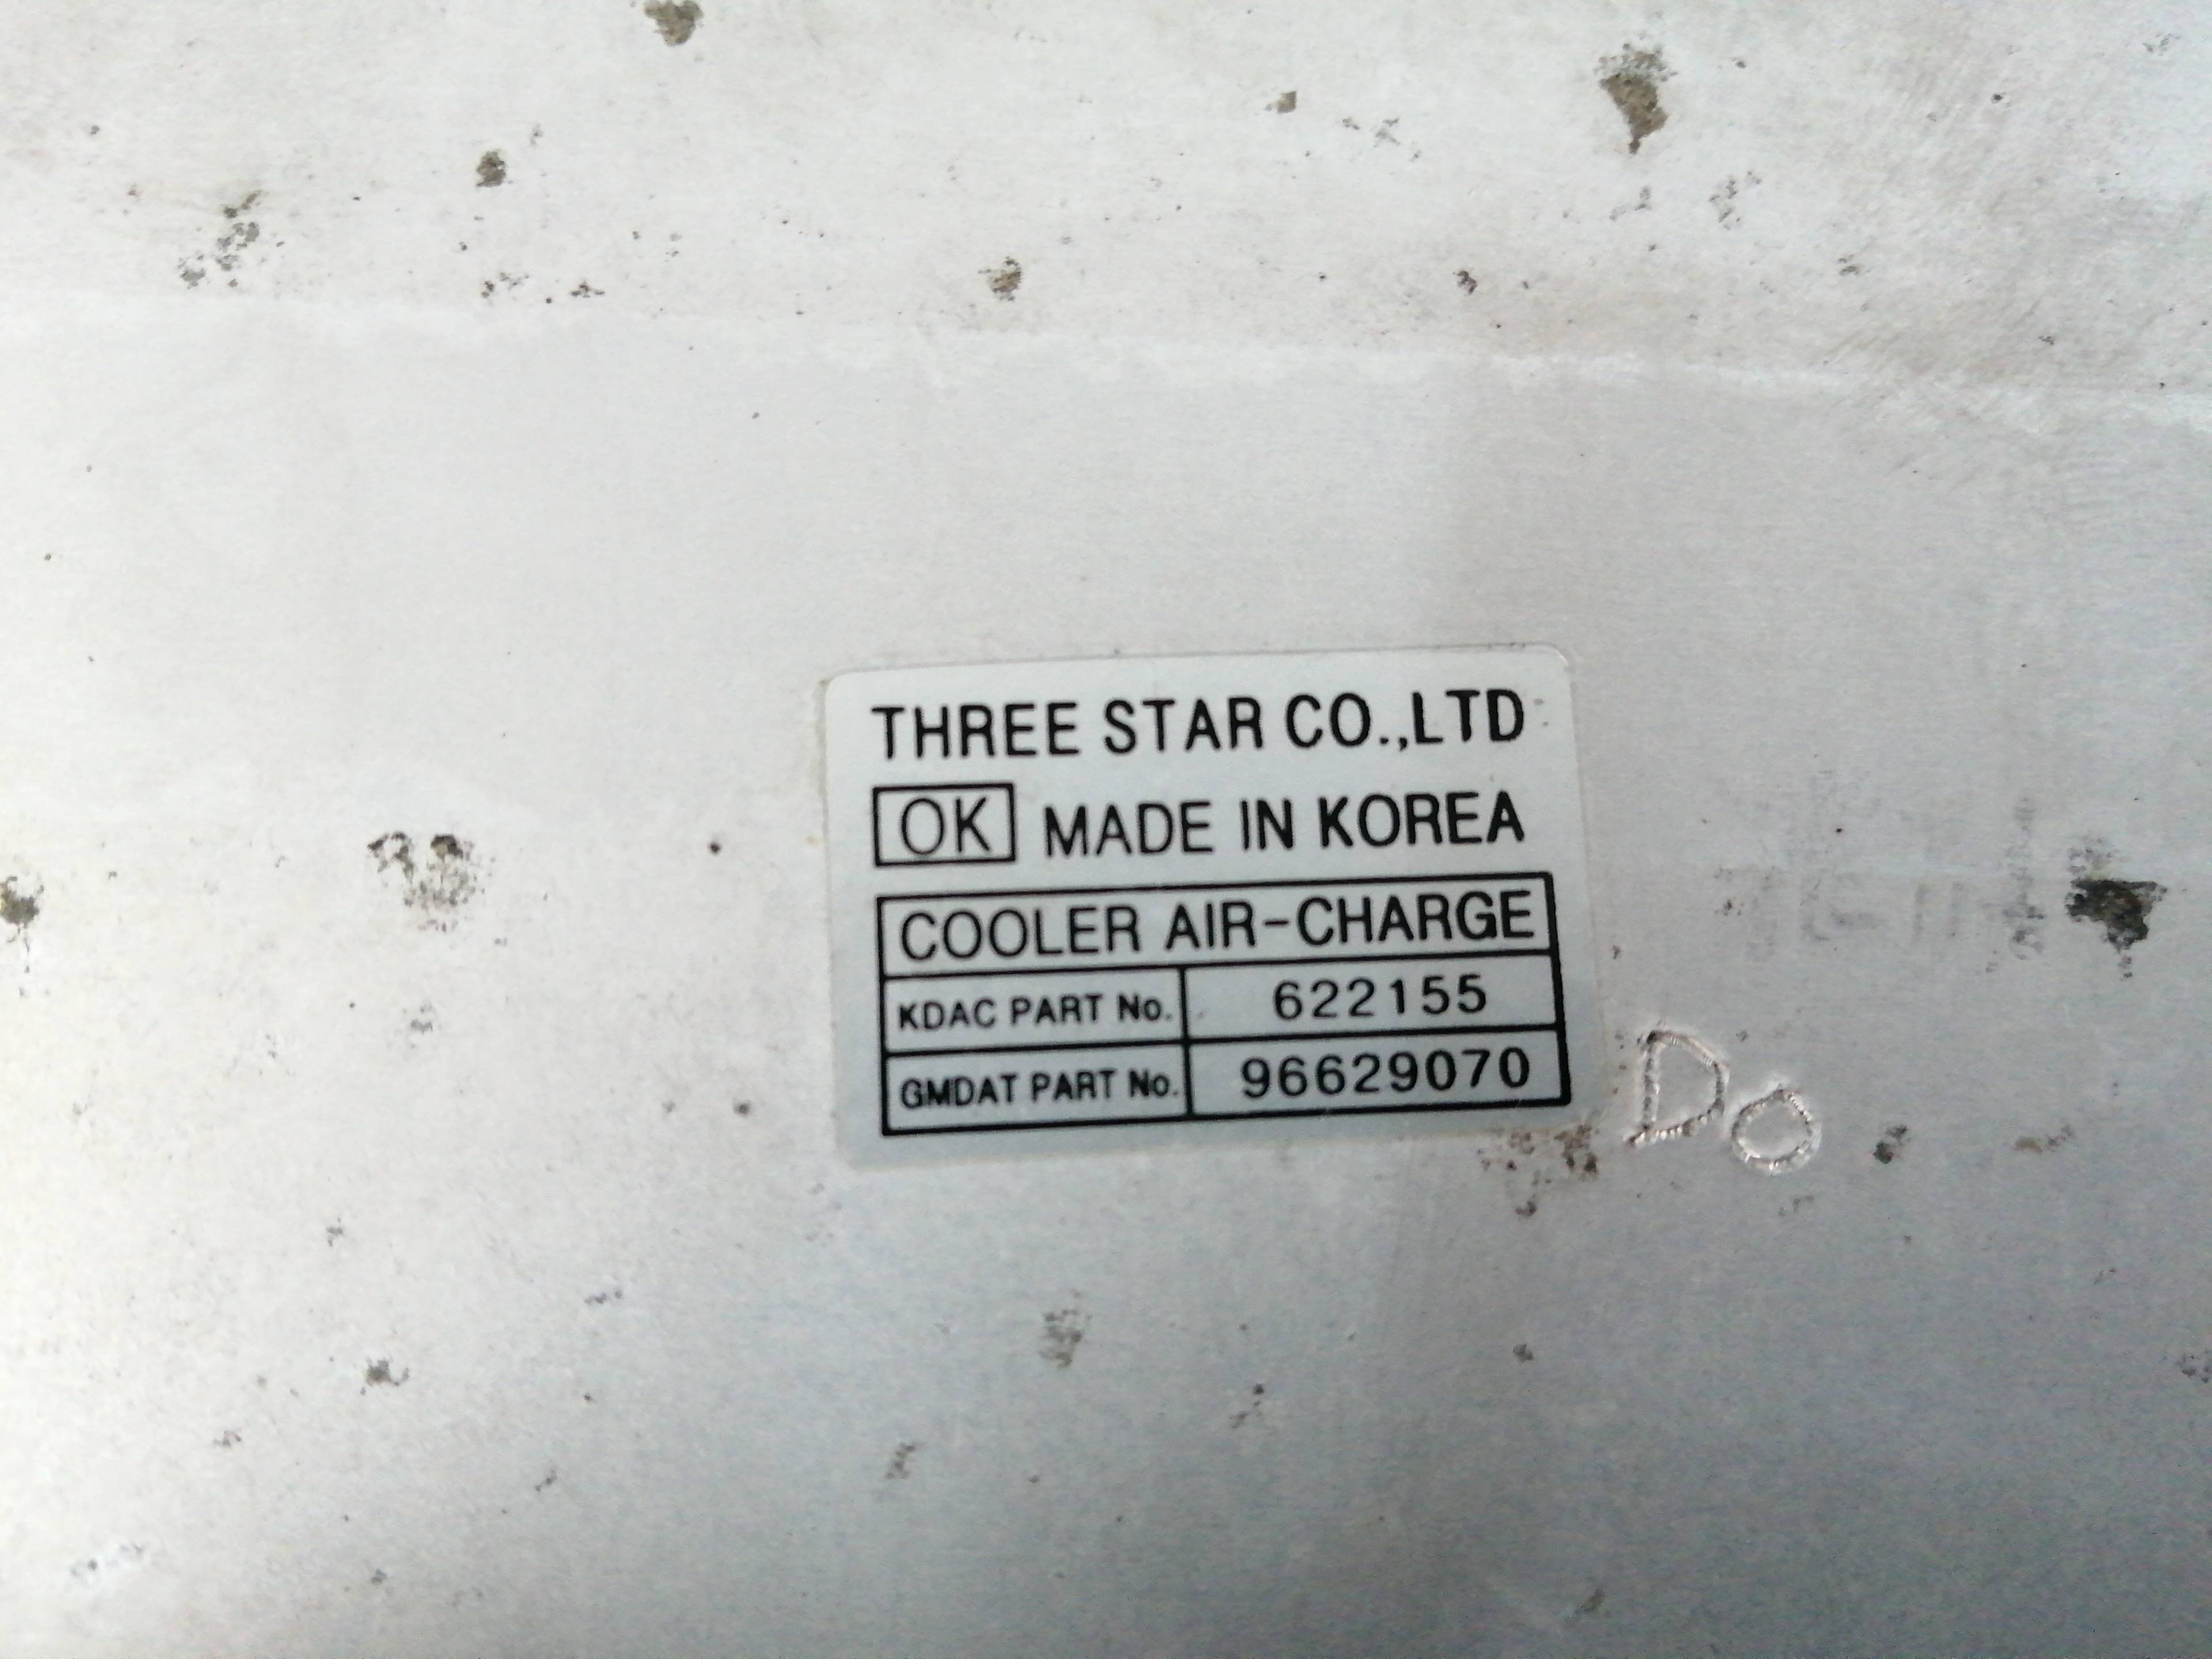 THREE STAR CO.,LTD
OK MADE IN KOREA
COOLER AIR-CHARGE
KDAC PART No. 622155
GMDAT PART No. 96629070
Do